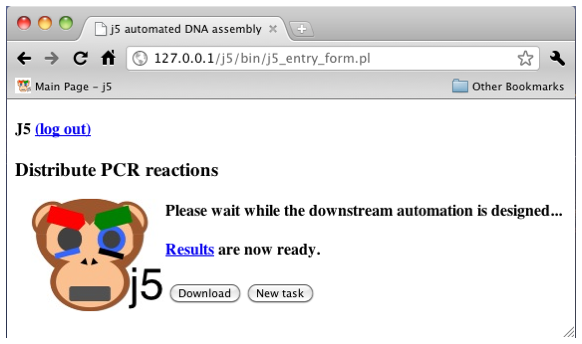 j5 automated DNA assembly
127.0.0.1/j5/bin/j5_entry_form.pl
Main Page – j5
Other Bookmarks
J5 (log out)
Distribute PCR reactions
Please wait while the downstream automation is designed...
Results are now ready.
j5
Download New task